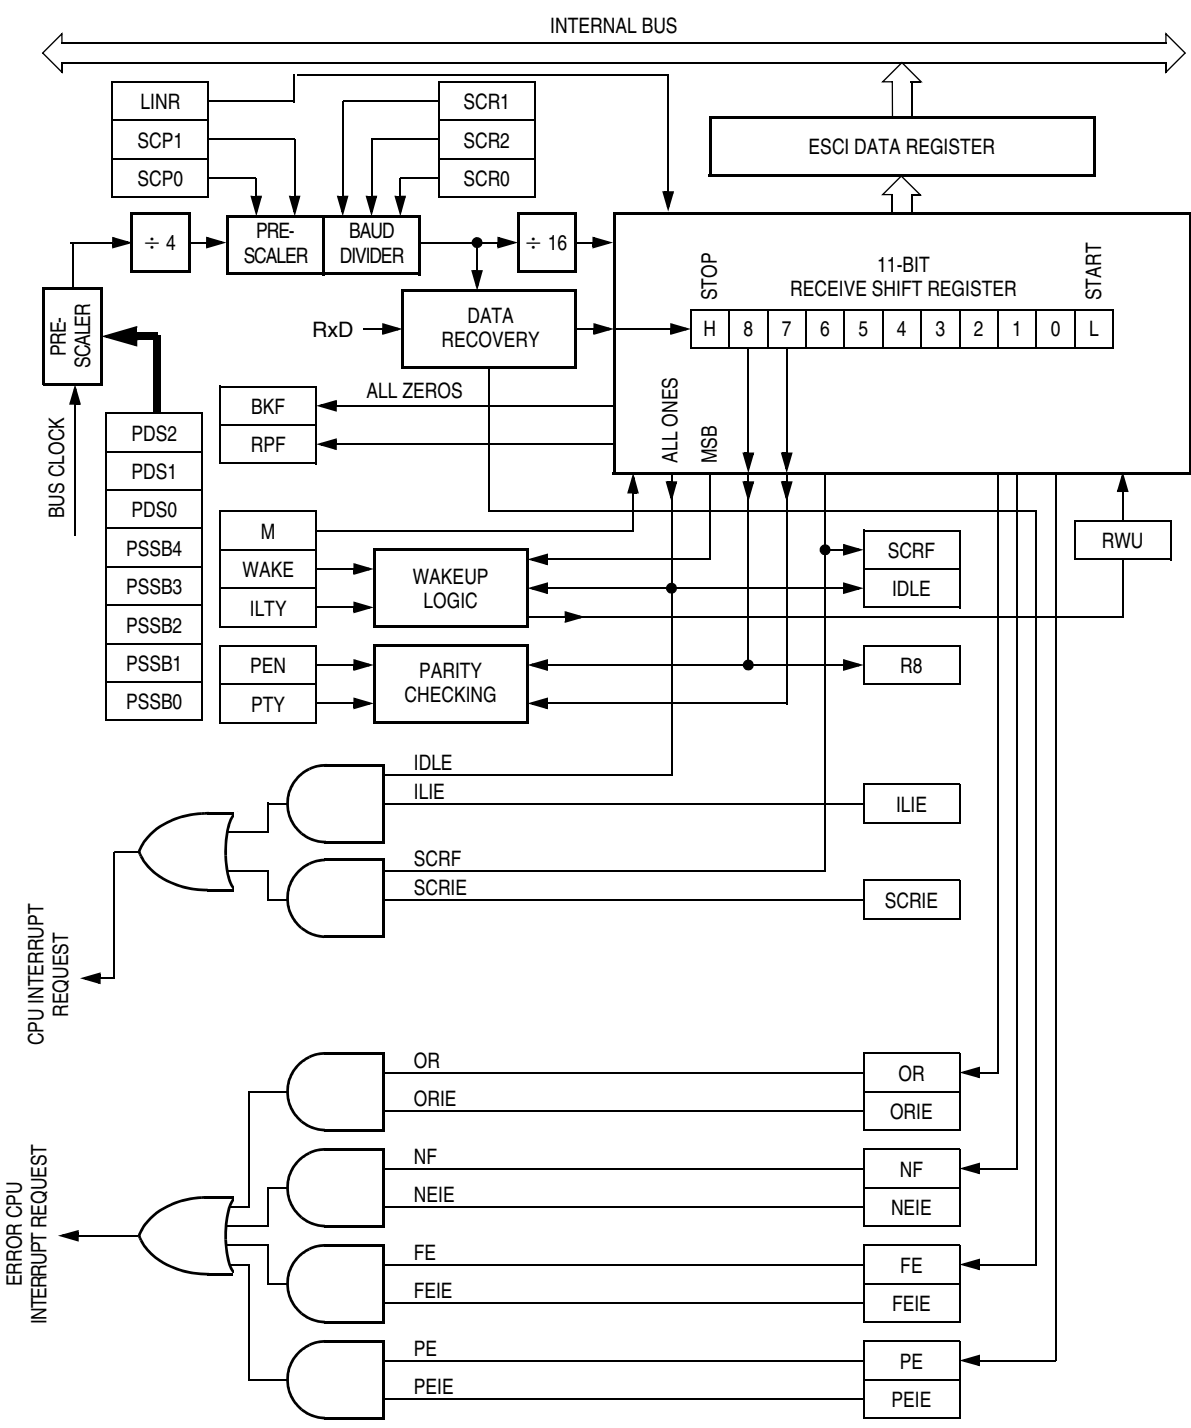 INTERNAL BUS
LINR
SCP1
SCP0
SCR1
SCR2
SCR0
ESCI DATA REGISTER
÷ 4
PRE-
SCALER
BAUD
DIVIDER
÷ 16
PRE-
SCALER
BUS CLOCK
RxD
DATA
RECOVERY
STOP
11-BIT
RECEIVE SHIFT REGISTER
START
H 8 7 6 5 4 3 2 1 0 L
ALL ZEROS
BKF
RPF
ALL ONES
MSB
PDS2
PDS1
PDS0
PSSB4
PSSB3
PSSB2
PSSB1
PSSB0
M
WAKE
ILTY
WAKEUP
LOGIC
SCRF
IDLE
RWU
PEN
PTY
PARITY
CHECKING
R8
IDLE
ILIE
ILIE
SCRF
SCRIE
SCRIE
CPU INTERRUPT
REQUEST
OR
ORIE
OR
ORIE
NF
NEIE
NF
NEIE
FE
FEIE
FE
FEIE
PE
PEIE
PE
PEIE
ERROR CPU
INTERRUPT REQUEST